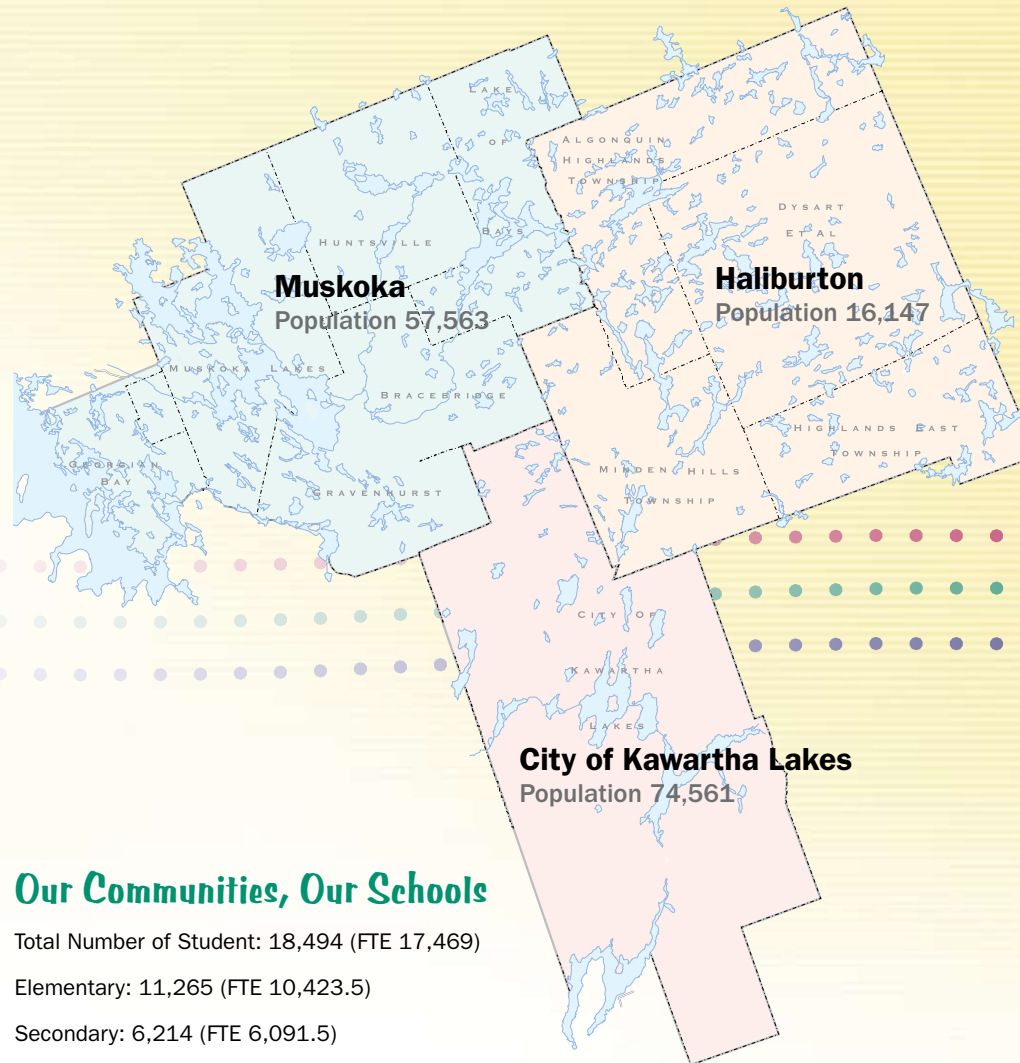 LAKE
OF
BAYS
ALGONQUIN
HIGHLANDS
TOWNSHIP
DYSART
ET AL
HUNTSVILLE
Muskoka
Population 57,563
Haliburton
Population 16,147
MUSKOKA LAKES
BRACEBRIDGE
GEORGIAN
BAY
GRAVENHURST
HIGHLANDS EAST
TOWNSHIP
MINDEN HILLS
TOWNSHIP
CITY OF
KAWARTHA
LAKES
City of Kawartha Lakes
Population 74,561
Our Communities, Our Schools
Total Number of Student: 18,494 (FTE 17,469)
Elementary: 11,265 (FTE 10,423.5)
Secondary: 6,214 (FTE 6,091.5)